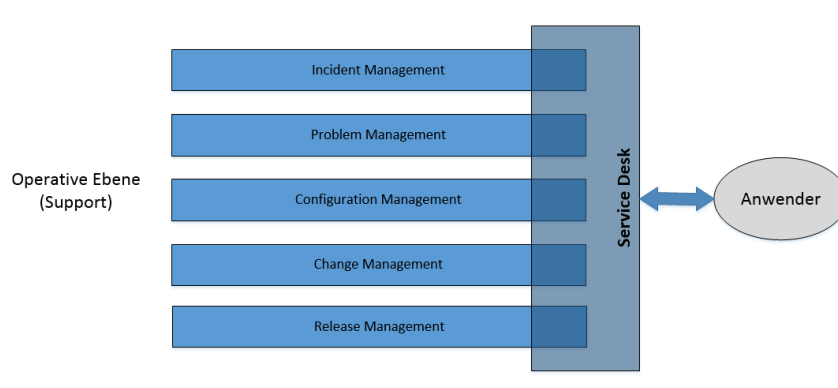 Incident Management
Problem Management
Operative Ebene
(Support)
Configuration Management
Change Management
Release Management
Service Desk
Anwender